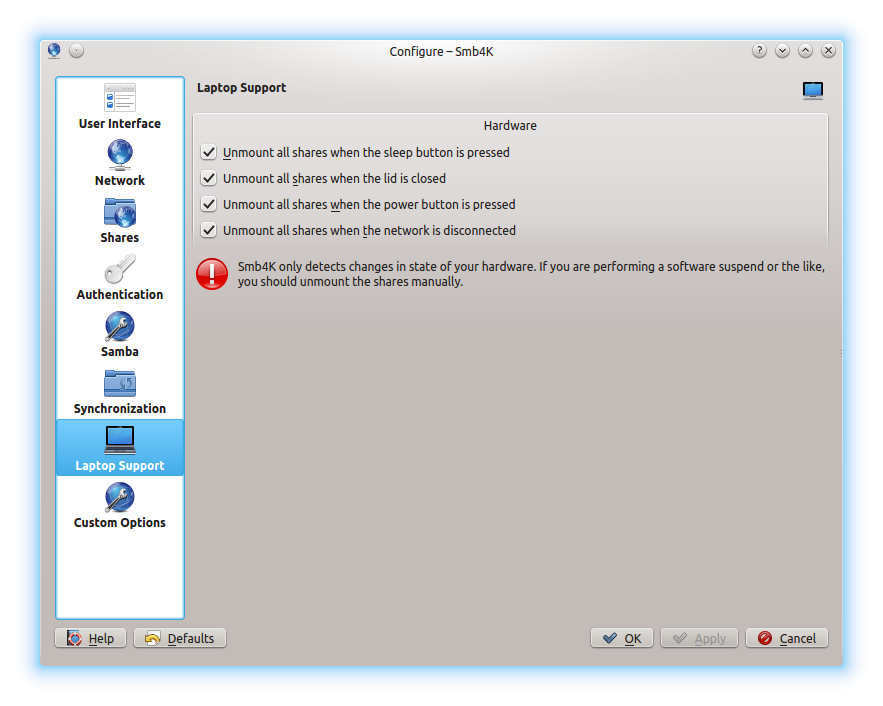 Configure – Smb4K
User Interface
Network
Shares
Authentication
Samba
Synchronization
Laptop Support
Custom Options
Laptop Support
Hardware
Unmount all shares when the sleep button is pressed
Unmount all shares when the lid is closed
Unmount all shares when the power button is pressed
Unmount all shares when the network is disconnected
Smb4K only detects changes in state of your hardware. If you are performing a software suspend or the like,
you should unmount the shares manually.
Help
Defaults
OK
Apply
Cancel